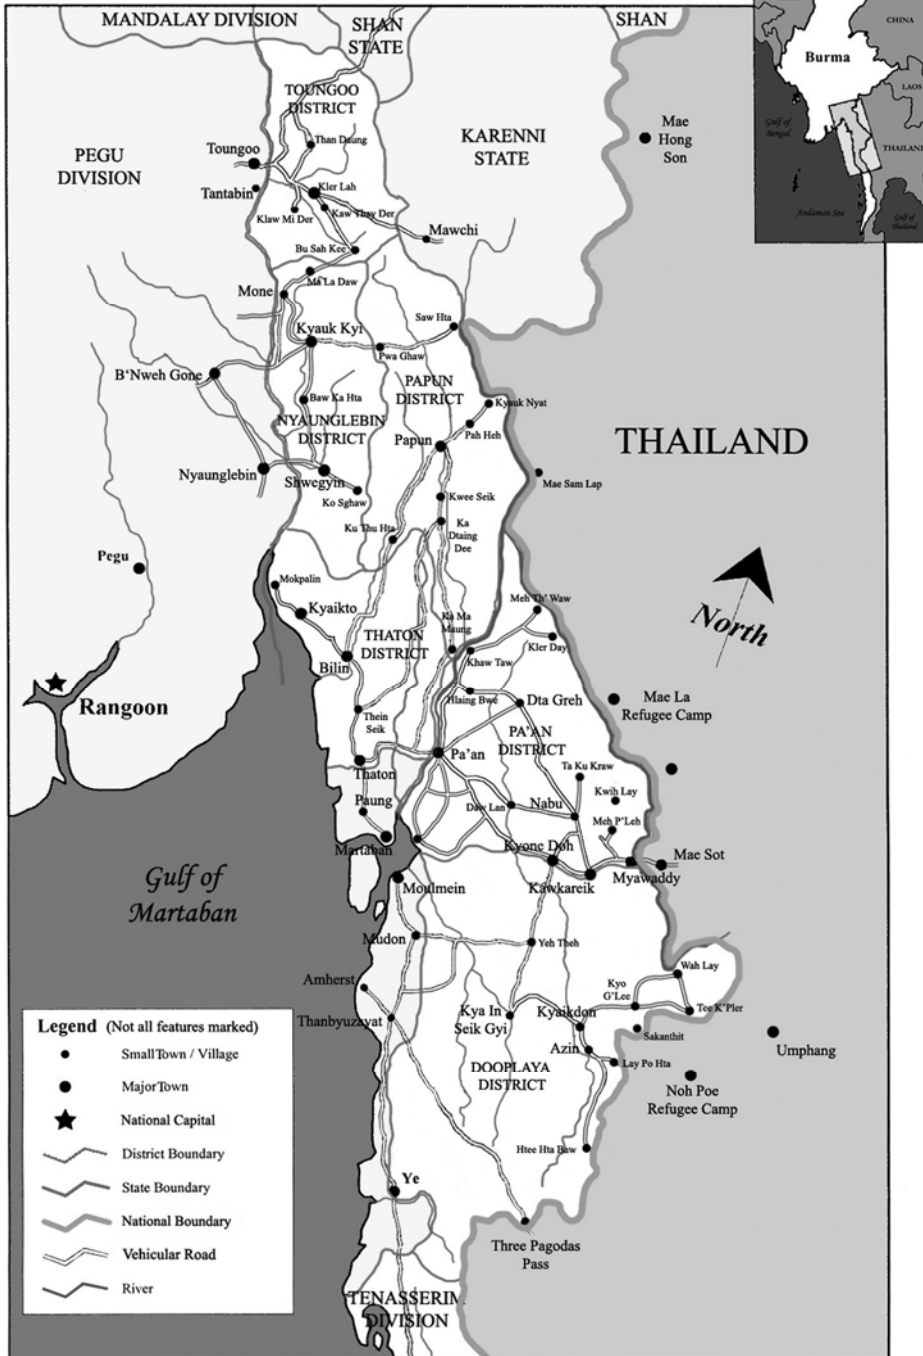 MANDALAY DIVISION
SHAN
STATE
SHAN
CHINA
Burma
LAOS
Gulf of
Bengal
THAILAND
Andaman Sea
Gulf of
Thailand
TOUNGOO
DISTRICT
Mae
Hong
Son
KARENNI
STATE
PEGU
DIVISION
Than Daung
Toungoo
Tantabin
Kler Lah
Klaw Mi Der
Kaw Thay Der
Mawchi
Bu Sah Kee
Ma La Daw
Mone
Saw Hta
Kyauk Kyi
Pwa Ghaw
B'Nweh Gone
PAPUN
DISTRICT
Baw Ka Hta
Kyauk Nyat
NYAUNGLEBIN
DISTRICT
Pah Heh
Papun
THAILAND
Nyaunglebin
Shwegyin
Mae Sam Lap
Ko Sghaw
Kwee Seik
Ku Thu Hta
Ka
Dtaing
Dee
Pegu
North
Mokpalin
Kyaikto
Meh Th' Waw
Ka Ma
Maung
THATON
DISTRICT
Kler Day
Bilin
Khaw Taw
Rangoon
Hlaing Bwe
Dta Greh
Mae La
Refugee Camp
Thein
Seik
PA'AN
DISTRICT
Pa'an
Thaton
Ta Ku Kraw
Paung
Daw Lan
Nabu
Kwih Lay
Meh P'Leh
Martaban
Kyone Doh
Mae Sot
Myawaddy
Kawkareik
Gulf of
Martaban
Moulmein
Mudon
Yeh Theh
Wah Lay
Amherst
Kyo
G'Lee
Thanbyuzayat
Kya In
Seik Gyi
Kyaikdon
Tee K'Pler
Sakanthit
Umphang
Azin
Lay Po Hta
DOOPLAYA
DISTRICT
Noh Poe
Refugee Camp
Htee Hta Baw
Ye
Three Pagodas
Pass
TENASSERIM
DIVISION
Legend (Not all features marked)
Small Town / Village
Major Town
National Capital
District Boundary
State Boundary
National Boundary
Vehicular Road
River